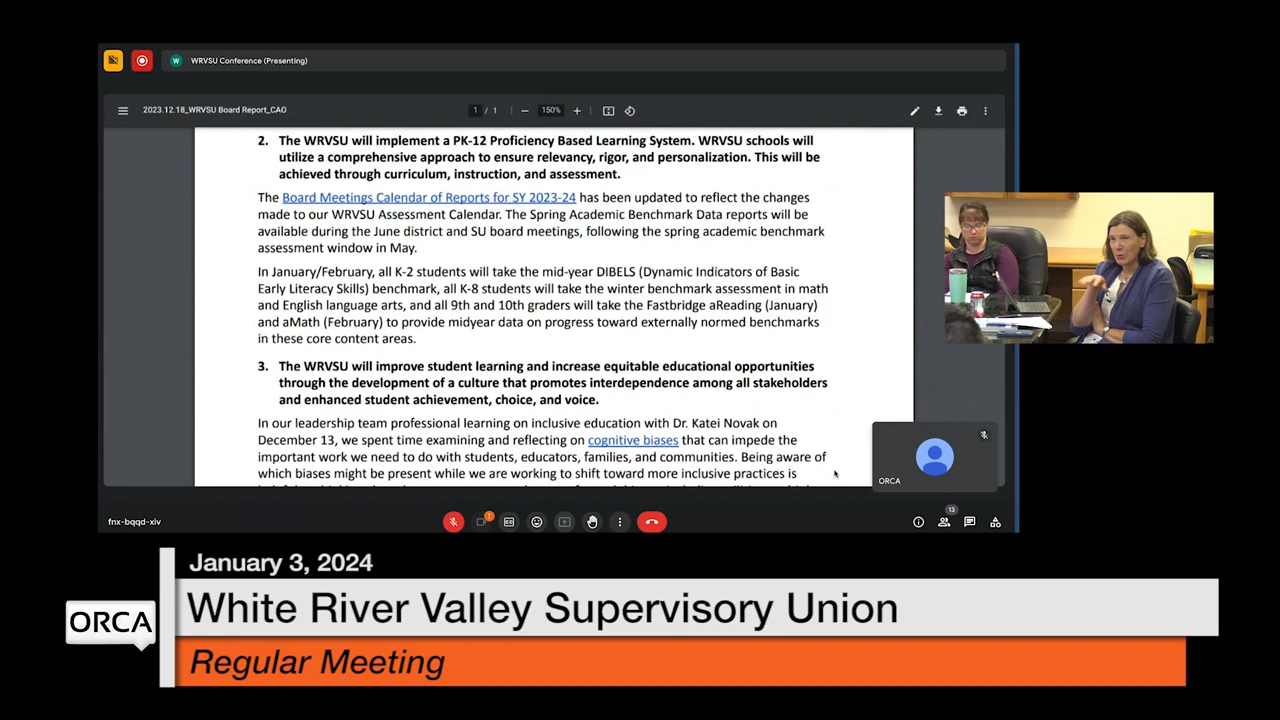 W WRVSU Conference (Presenting)
2023.12.18_WRVSU Board Report_CAO
1 / 1 — 150% +
2. The WRVSU will implement a PK-12 Proficiency Based Learning System. WRVSU schools will
utilize a comprehensive approach to ensure relevancy, rigor, and personalization. This will be
achieved through curriculum, instruction, and assessment.
The Board Meetings Calendar of Reports for SY 2023-24 has been updated to reflect the changes
made to our WRVSU Assessment Calendar. The Spring Academic Benchmark Data reports will be
available during the June district and SU board meetings, following the spring academic benchmark
assessment window in May.
In January/February, all K-2 students will take the mid-year DIBELS (Dynamic Indicators of Basic
Early Literacy Skills) benchmark, all K-8 students will take the winter benchmark assessment in math
and English language arts, and all 9th and 10th graders will take the Fastbridge aReading (January)
and aMath (February) to provide midyear data on progress toward externally normed benchmarks
in these core content areas.
3. The WRVSU will improve student learning and increase equitable educational opportunities
through the development of a culture that promotes interdependence among all stakeholders
and enhanced student achievement, choice, and voice.
In our leadership team professional learning on inclusive education with Dr. Katei Novak on
December 13, we spent time examining and reflecting on cognitive biases that can impede the
important work we need to do with students, educators, families, and communities. Being aware of
which biases might be present while we are working to shift toward more inclusive practices is
ORCA
fnx-bqqd-xiv
13
January 3, 2024
White River Valley Supervisory Union
ORCA
Regular Meeting